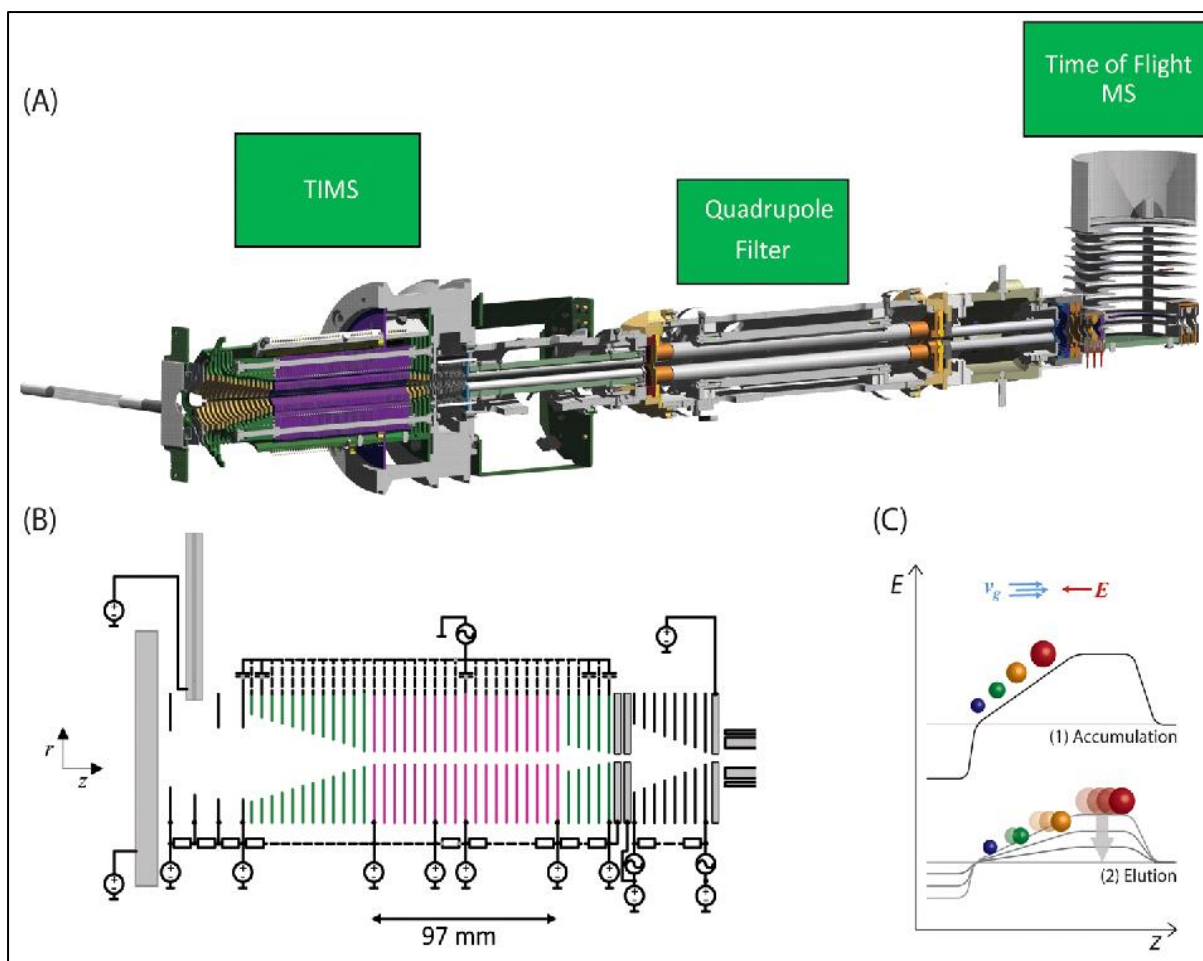 (A)
TIMS
Quadrupole
Filter
Time of Flight
MS
(B)
r
z
97 mm
(C)
E
v_g
E
(1) Accumulation
(2) Elution
z